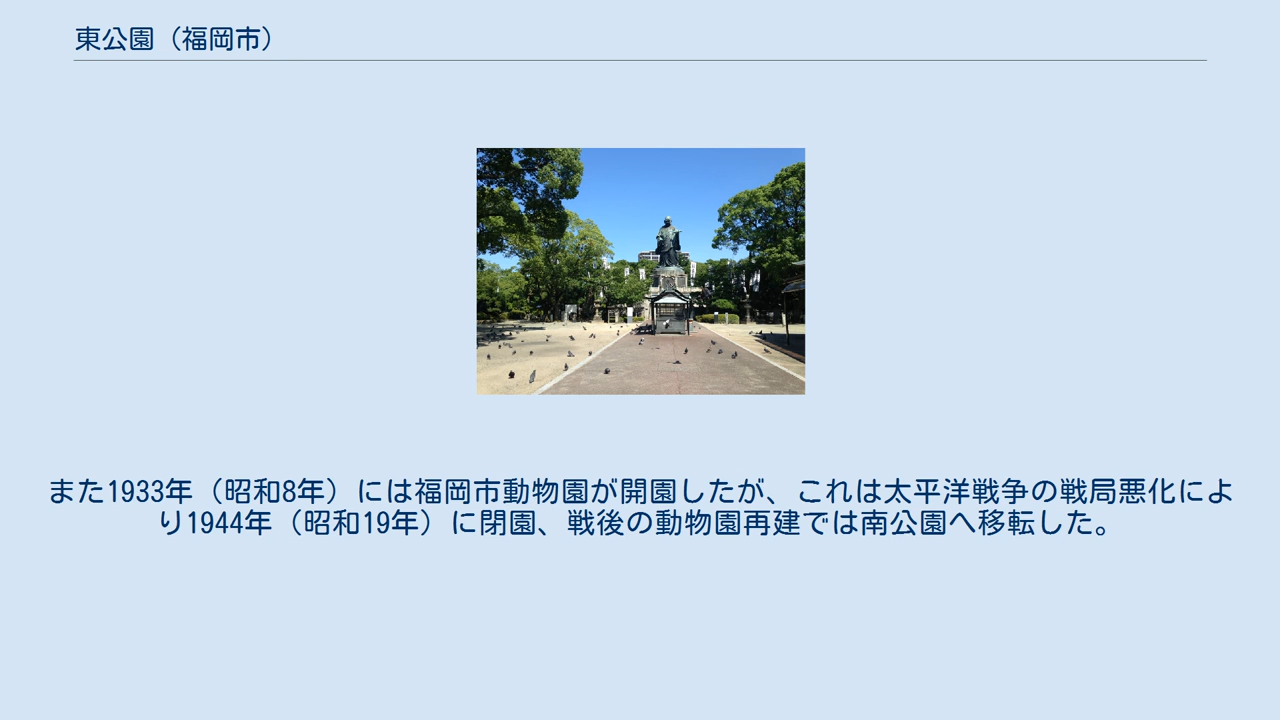 東公園（福岡市）
また1933年（昭和8年）には福岡市動物園が開園したが、これは太平洋戦争の戦局悪化によ
り1944年（昭和19年）に閉園、戦後の動物園再建では南公園へ移転した。